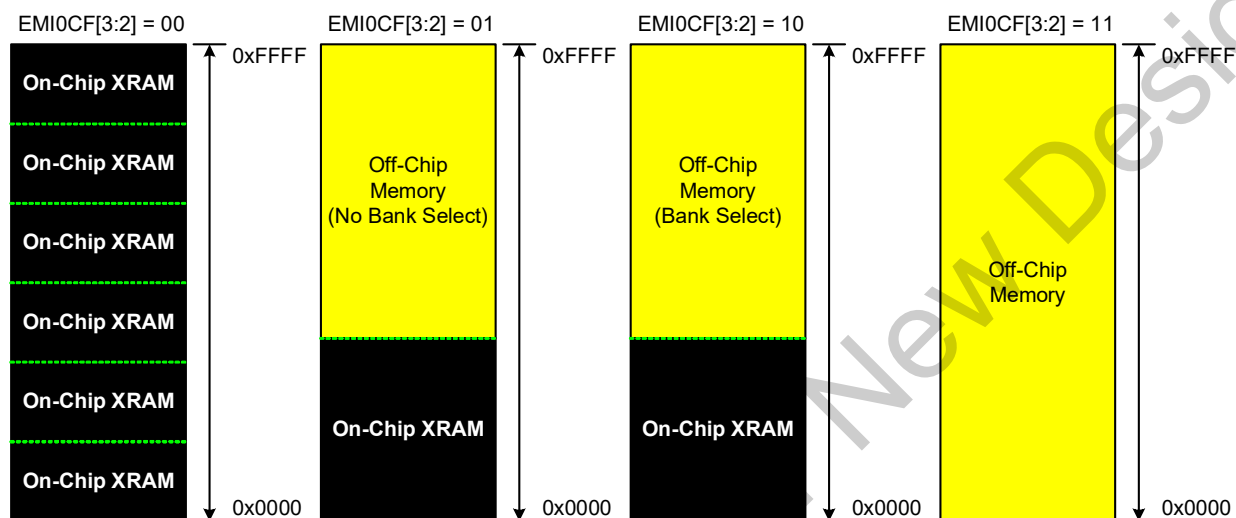 EMI0CF[3:2] = 00
On-Chip XRAM
On-Chip XRAM
On-Chip XRAM
On-Chip XRAM
On-Chip XRAM
On-Chip XRAM
0xFFFF
0x0000
EMI0CF[3:2] = 01
Off-Chip
Memory
(No Bank Select)
On-Chip XRAM
0xFFFF
0x0000
EMI0CF[3:2] = 10
Off-Chip
Memory
(Bank Select)
On-Chip XRAM
0xFFFF
0x0000
EMI0CF[3:2] = 11
Off-Chip
Memory
0xFFFF
0x0000
New Desig